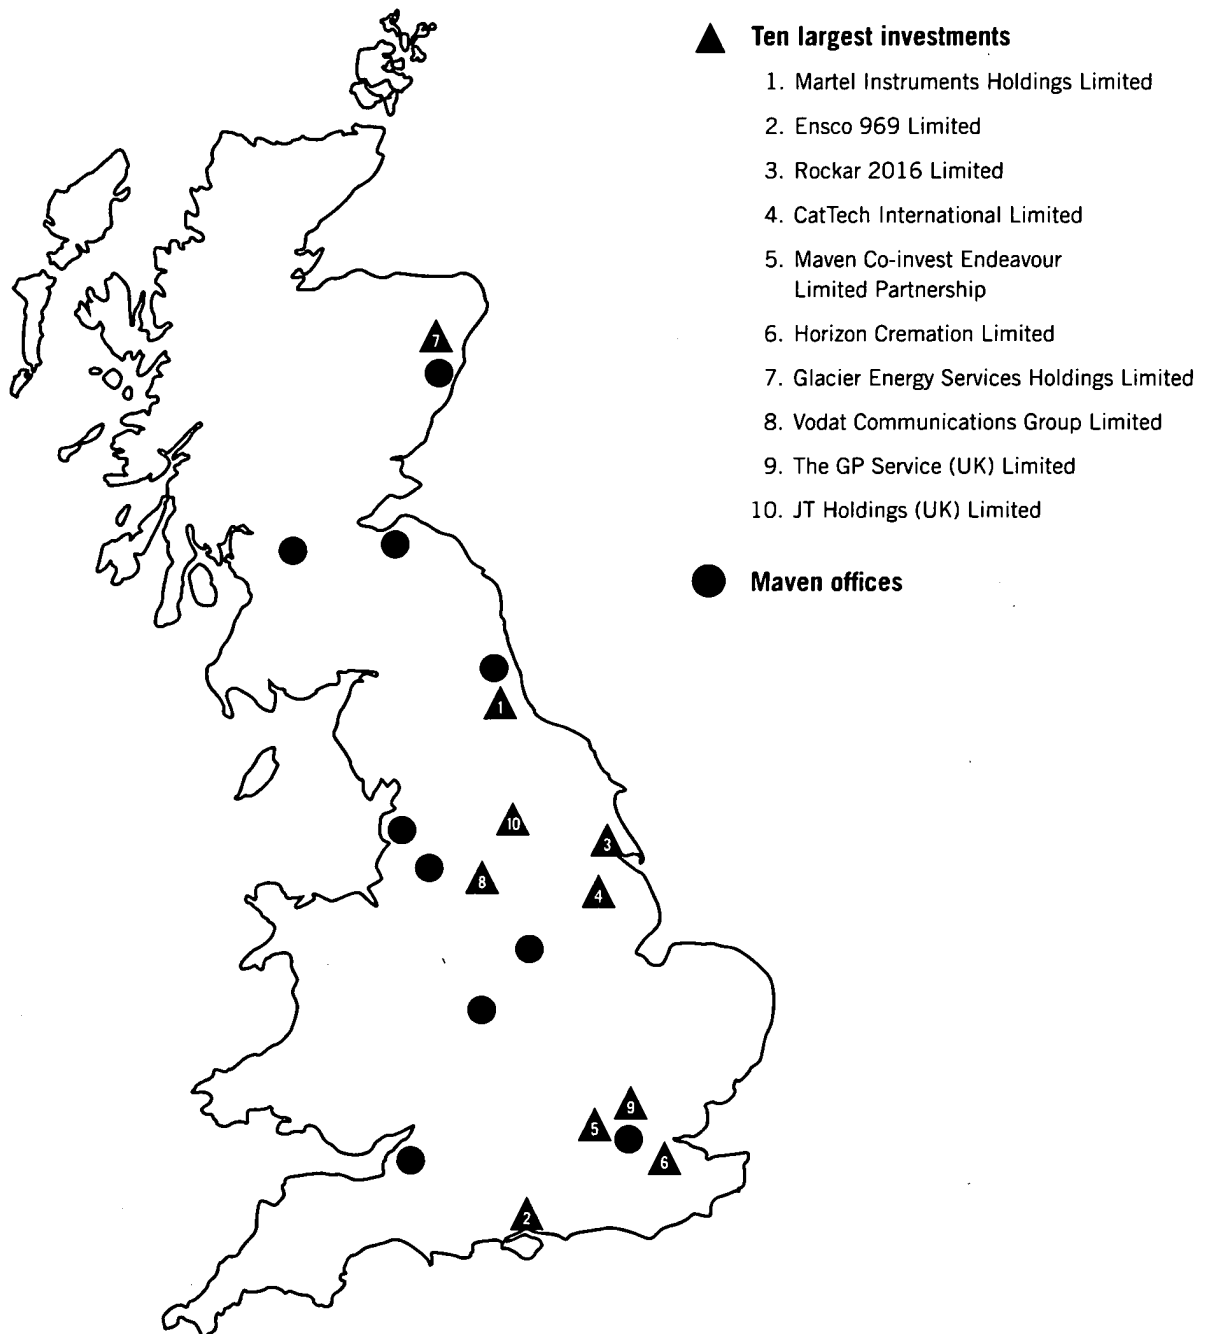 Ten largest investments
1. Martel Instruments Holdings Limited
2. Ensco 969 Limited
3. Rockar 2016 Limited
4. CatTech International Limited
5. Maven Co-invest Endeavour
Limited Partnership
6. Horizon Cremation Limited
7. Glacier Energy Services Holdings Limited
8. Vodat Communications Group Limited
9. The GP Service (UK) Limited
10. JT Holdings (UK) Limited
Maven offices
7
1
10
3
8
4
9
5
6
2